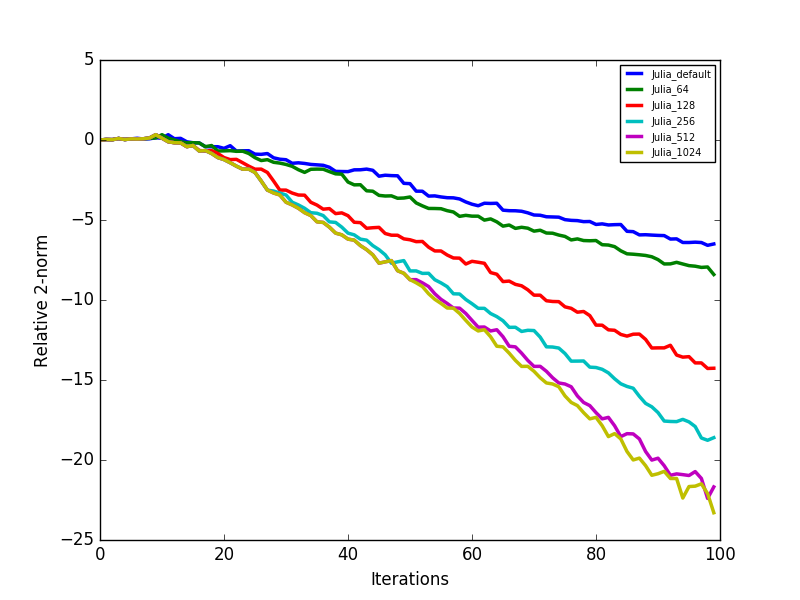 5
0
−5
−10
−15
−20
−25
0 20 40 60 80 100
Relative 2-norm
Iterations
Julia_default
Julia_64
Julia_128
Julia_256
Julia_512
Julia_1024